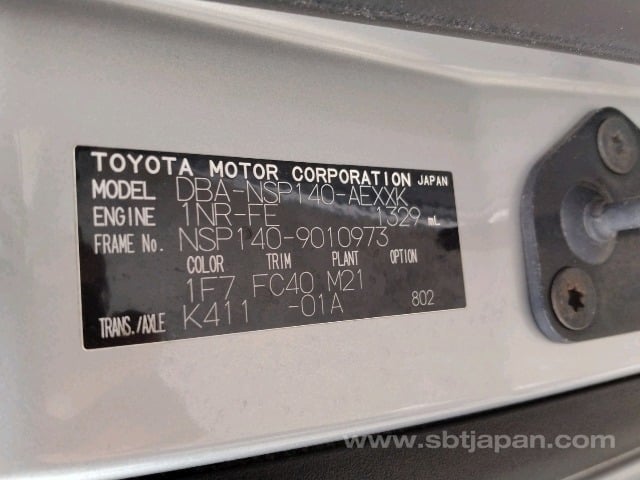 TOYOTA MOTOR CORPORATION JAPAN
MODEL DBA-NSP140-AEXXK
ENGINE 1NR-FE 1329 mL
FRAME No. NSP140-9010973
COLOR TRIM PLANT OPTION
1F7 FC40 M21
TRANS./AXLE K411 -01A 802
www.sbtjapan.com